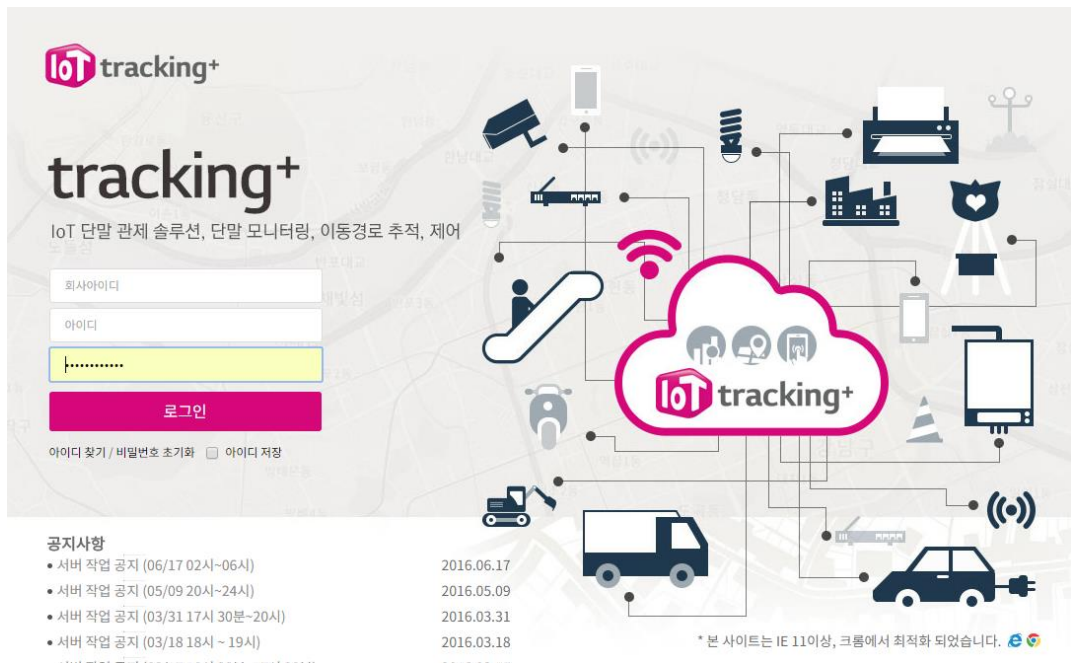 IoT tracking+
tracking+
IoT 단말 관제 솔루션, 단말 모니터링, 이동경로 추적, 제어
회사아이디
아이디
••••••••••••
로그인
아이디 찾기 / 비밀번호 초기화 아이디 저장
IoT tracking+
공지사항
• 서버 작업 공지 (06/17 02시~06시) 2016.06.17
• 서버 작업 공지 (05/09 20시~24시) 2016.05.09
• 서버 작업 공지 (03/31 17시 30분~20시) 2016.03.31
• 서버 작업 공지 (03/18 18시 ~ 19시) 2016.03.18
* 본 사이트는 IE 11이상, 크롬에서 최적화 되었습니다.